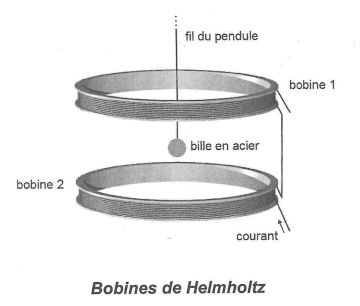 fil du pendule
bobine 1
bille en acier
bobine 2
courant
Bobines de Helmholtz